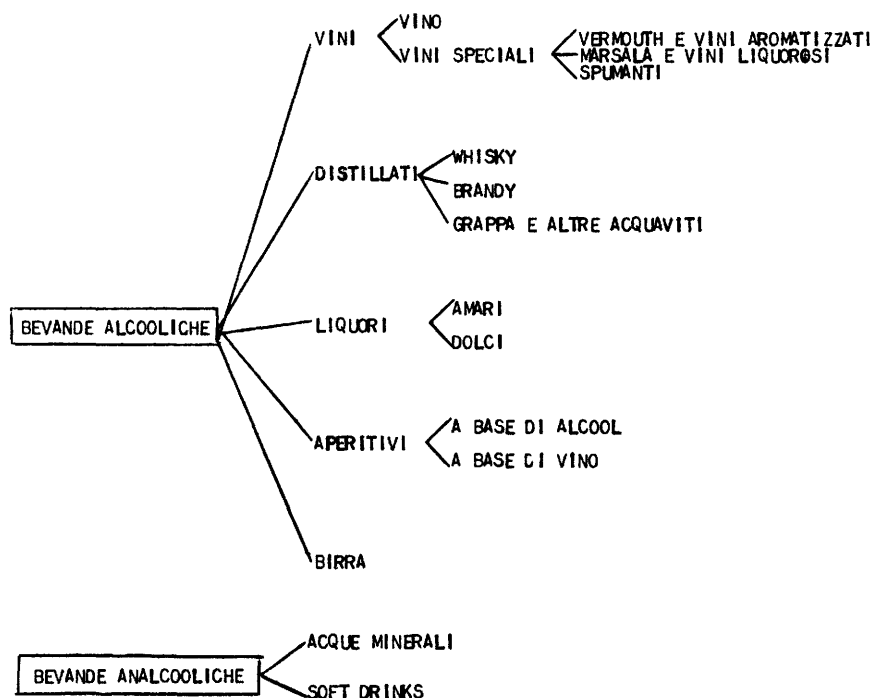 VINI
VINO
VINI SPECIALI
VERMOUTH E VINI AROMATIZZATI
MARSALA E VINI LIQUOROSI
SPUMANTI
DISTILLATI
WHISKY
BRANDY
GRAPPA E ALTRE ACQUAVITI
BEVANDE ALCOOLICHE
LIQUORI
AMARI
DOLCI
APERITIVI
A BASE DI ALCOOL
A BASE DI VINO
BIRRA
BEVANDE ANALCOOLICHE
ACQUE MINERALI
SOFT DRINKS